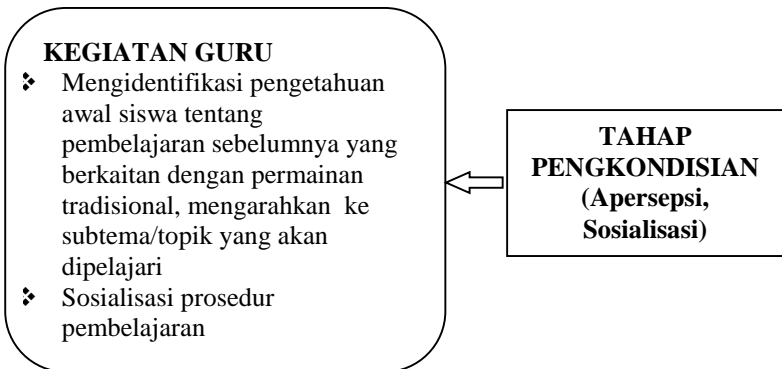 KEGIATAN GURU
❖ Mengidentifikasi pengetahuan
awal siswa tentang
pembelajaran sebelumnya yang
berkaitan dengan permainan
tradisional, mengarahkan ke
subtema/topik yang akan
dipelajari
❖ Sosialisasi prosedur
pembelajaran
TAHAP
PENGKONDISIAN
(Apersepsi,
Sosialisasi)